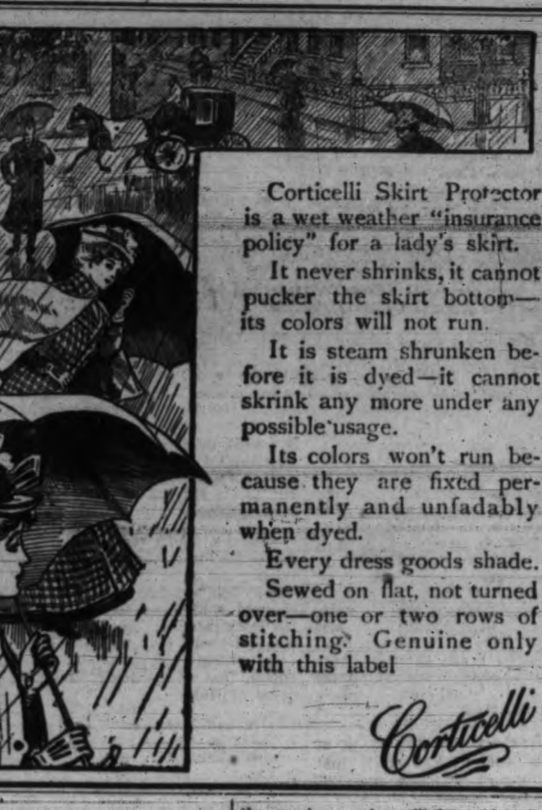 Corticelli Skirt Protector
is a wet weather "insurance
policy" for a lady's skirt.
It never shrinks, it cannot
pucker the skirt bottom—
its colors will not run.
It is steam shrunken be-
fore it is dyed—it cannot
skrink any more under any
possible usage.
Its colors won't run be-
cause they are fixed per-
manently and unfadably
when dyed.
Every dress goods shade.
Sewed on flat, not turned
over—one or two rows of
stitching. Genuine only
with this label
Corticelli